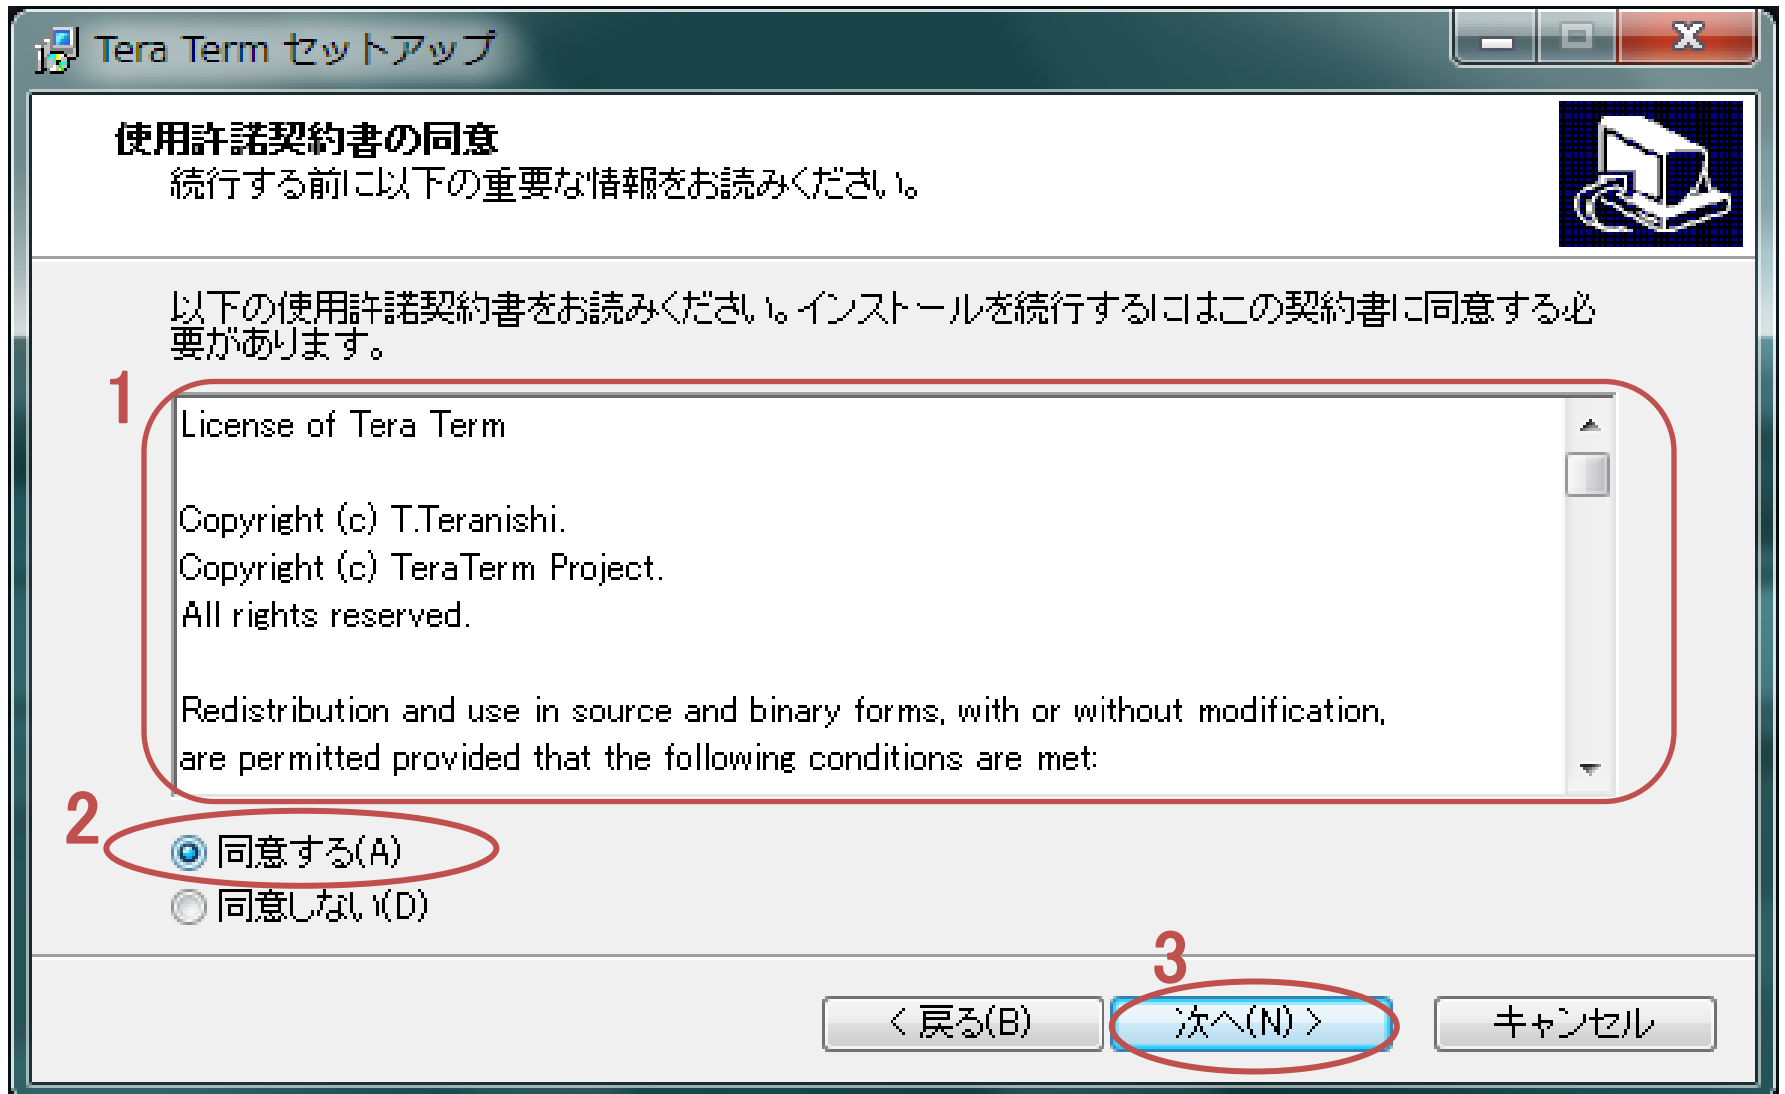 Tera Term セットアップ
使用許諾契約書の同意
続行する前に以下の重要な情報をお読みください。
以下の使用許諾契約書をお読みください。インストールを続行するにはこの契約書に同意する必
要があります。
1
License of Tera Term
Copyright (c) T.Teranishi.
Copyright (c) TeraTerm Project.
All rights reserved.
Redistribution and use in source and binary forms, with or without modification,
are permitted provided that the following conditions are met:
2
同意する(A)
同意しない(D)
3
< 戻る(B)
次へ(N) >
キャンセル